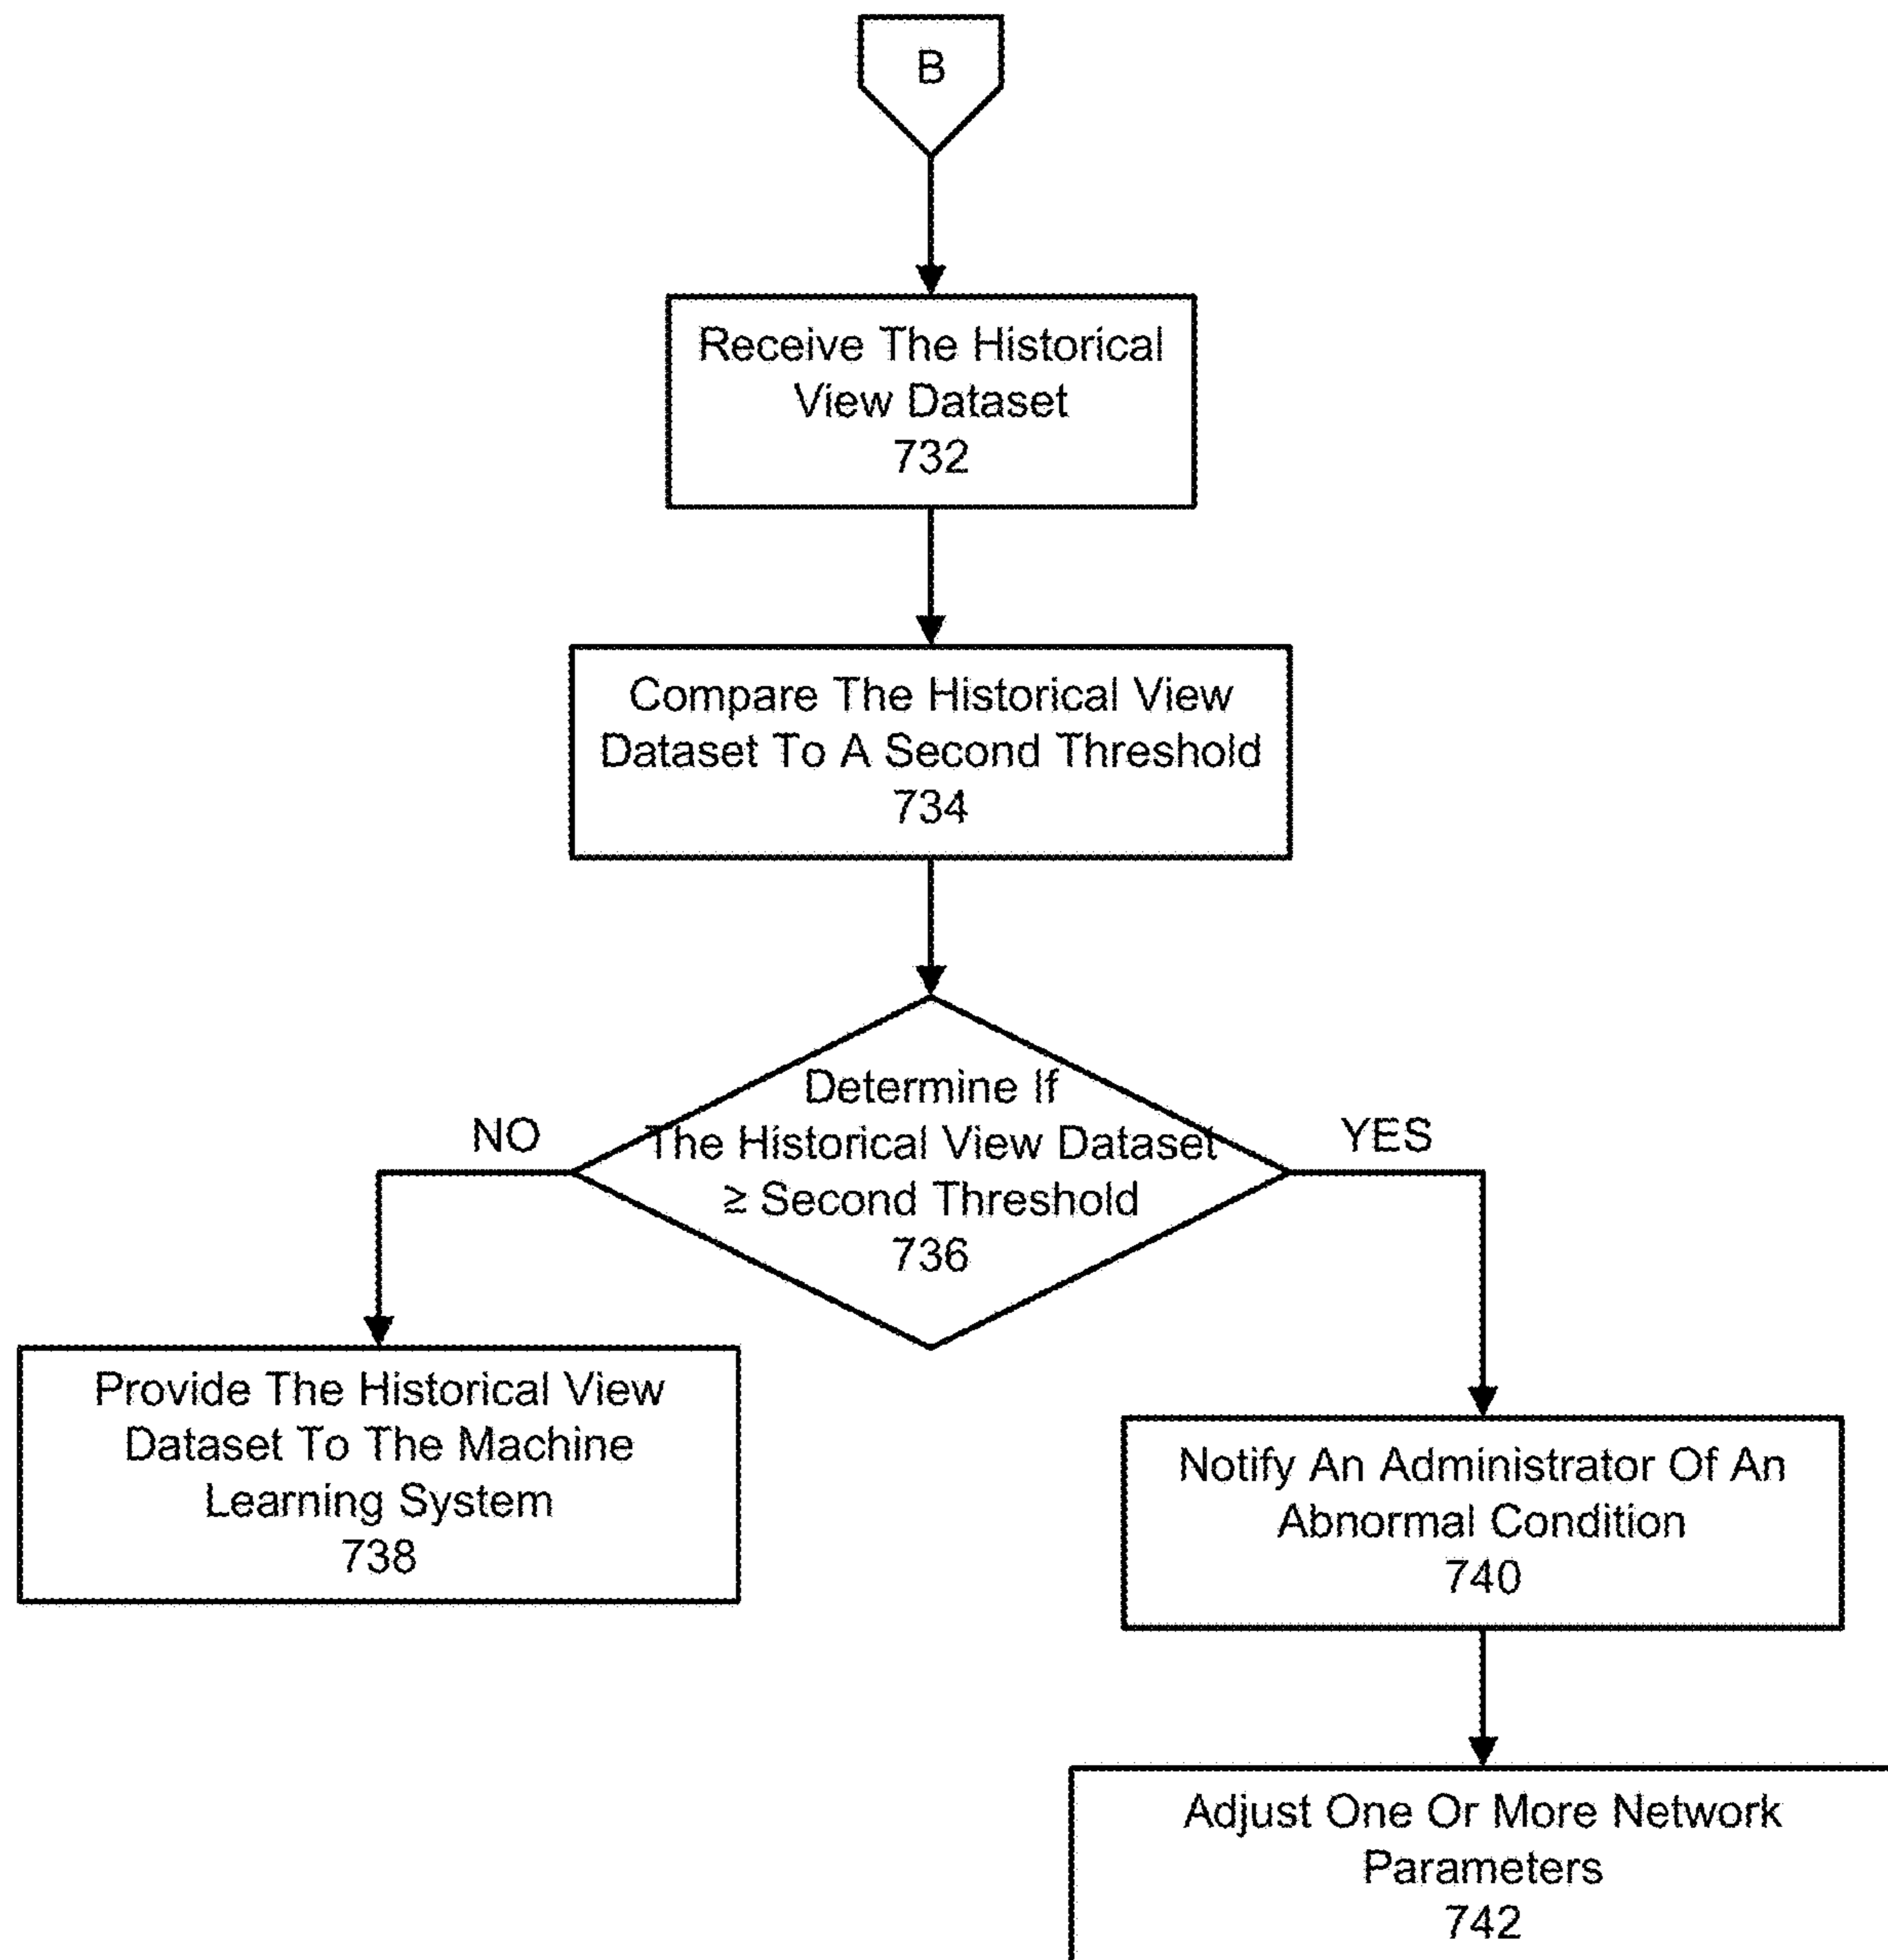 B
Receive The Historical
View Dataset
732
Compare The Historical View
Dataset To A Second Threshold
734
Determine If
The Historical View Dataset
≥ Second Threshold
736
NO
YES
Provide The Historical View
Dataset To The Machine
Learning System
738
Notify An Administrator Of An
Abnormal Condition
740
Adjust One Or More Network
Parameters
742